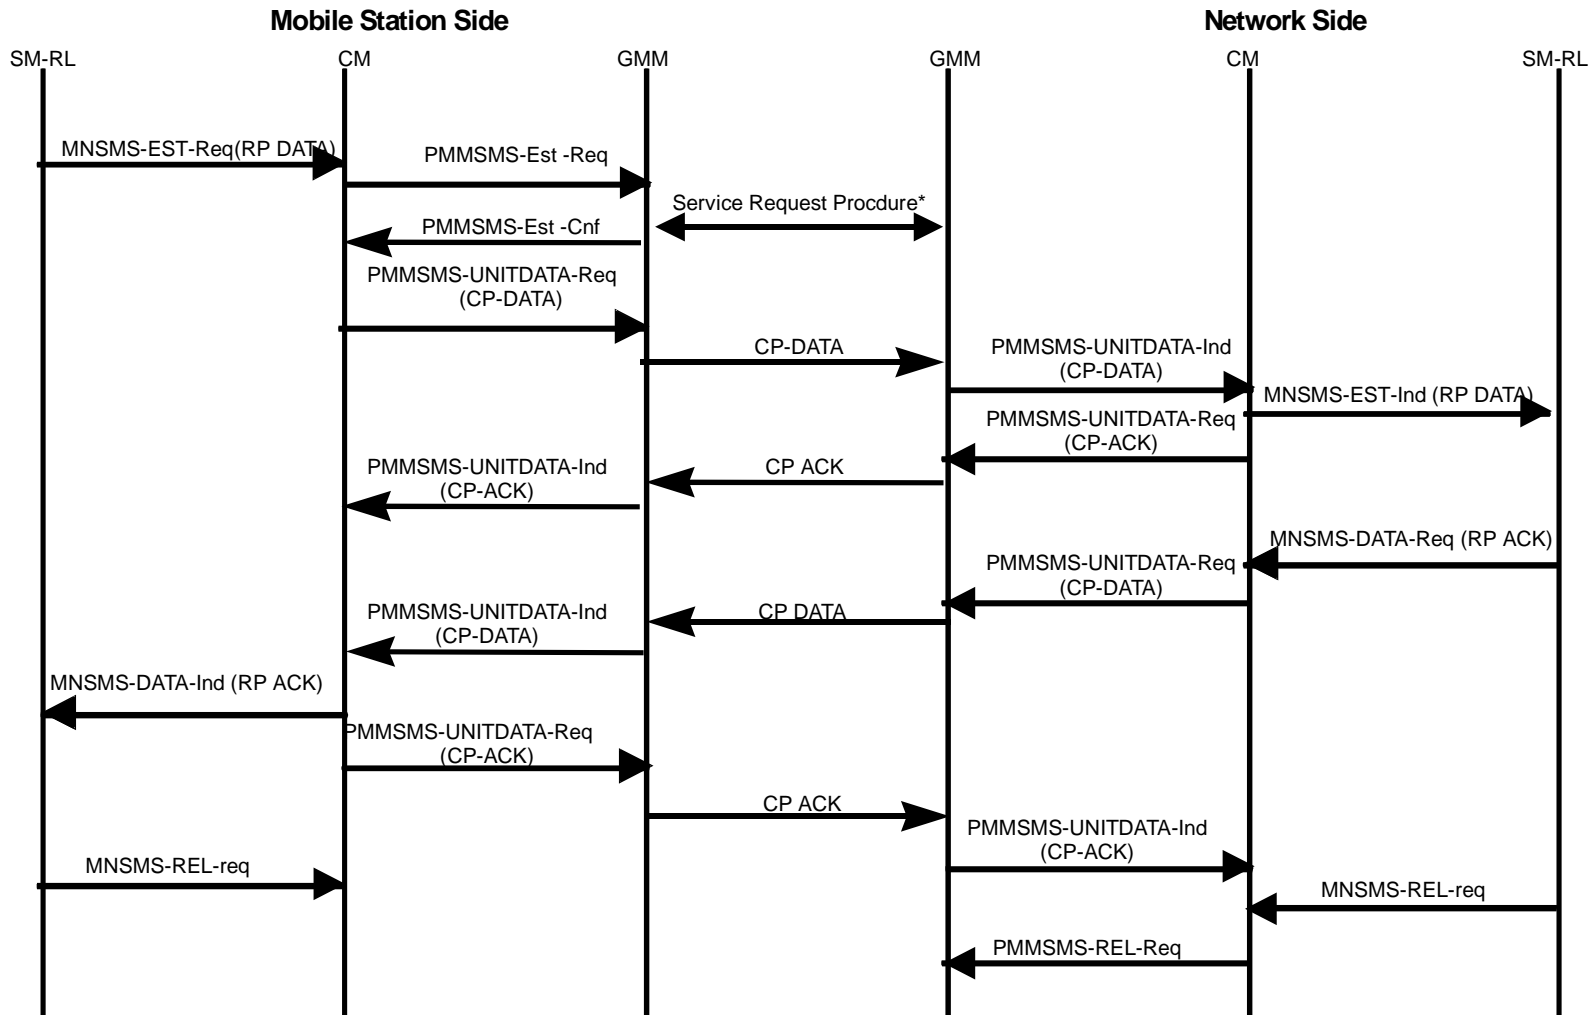 Mobile Station Side
Network Side
SM-RL
CM
GMM
GMM
CM
SM-RL
MNSMS-EST-Req(RP DATA)
PMMSMS-Est -Req
Service Request Procdure*
PMMSMS-Est -Cnf
PMMSMS-UNITDATA-Req
(CP-DATA)
CP-DATA
PMMSMS-UNITDATA-Ind
(CP-DATA)
MNSMS-EST-Ind (RP DATA)
PMMSMS-UNITDATA-Req
(CP-ACK)
CP ACK
PMMSMS-UNITDATA-Ind
(CP-ACK)
MNSMS-DATA-Req (RP ACK)
PMMSMS-UNITDATA-Req
(CP-DATA)
CP DATA
PMMSMS-UNITDATA-Ind
(CP-DATA)
MNSMS-DATA-Ind (RP ACK)
PMMSMS-UNITDATA-Req
(CP-ACK)
CP ACK
PMMSMS-UNITDATA-Ind
(CP-ACK)
MNSMS-REL-req
MNSMS-REL-req
PMMSMS-REL-Req